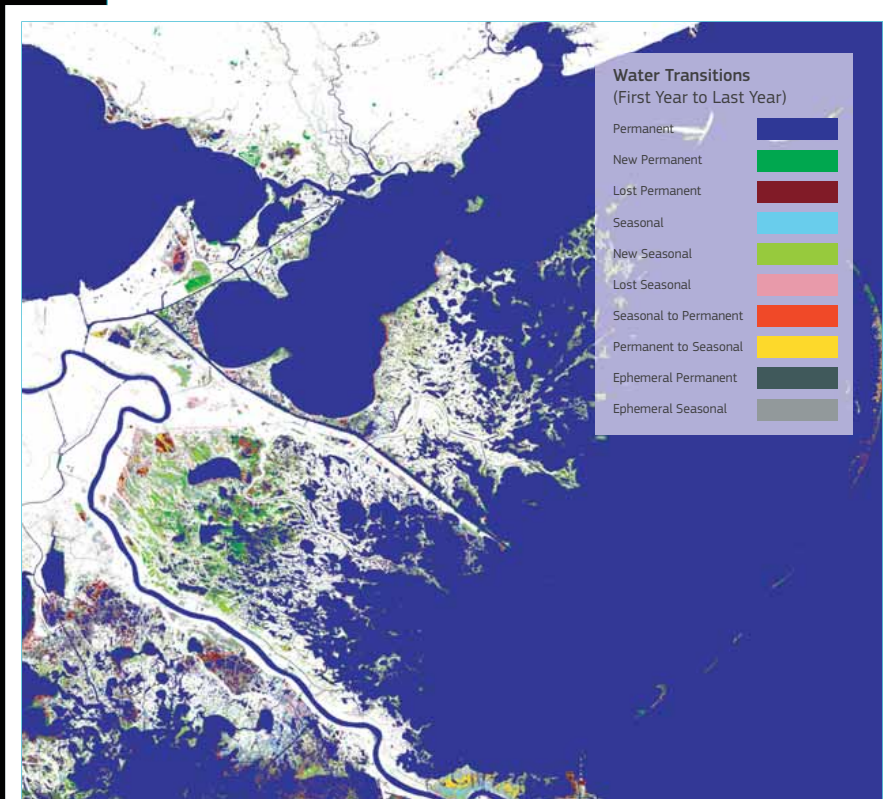 Water Transitions
(First Year to Last Year)
Permanent
New Permanent
Lost Permanent
Seasonal
New Seasonal
Lost Seasonal
Seasonal to Permanent
Permanent to Seasonal
Ephemeral Permanent
Ephemeral Seasonal